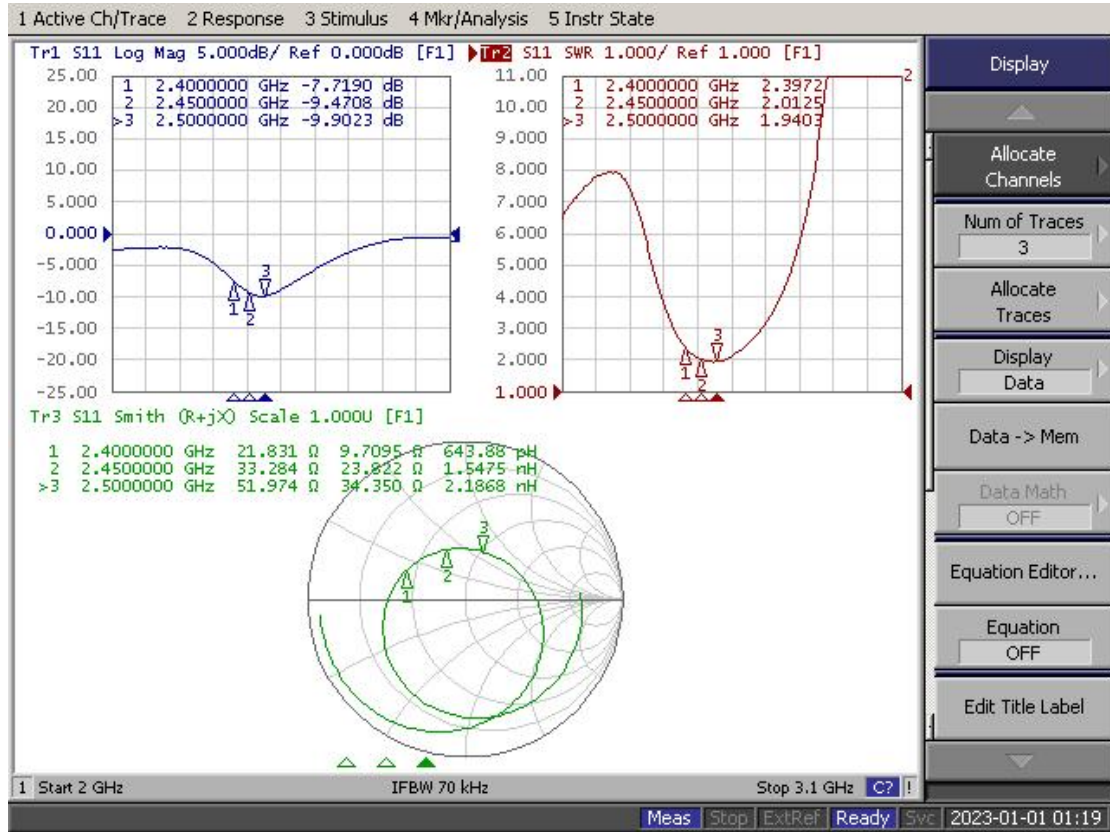 1 Active Ch/Trace 2 Response 3 Stimulus 4 Mkr/Analysis 5 Instr State
Tr1 S11 Log Mag 5.000dB/ Ref 0.000dB [F1]
25.00
20.00
15.00
10.00
5.000
0.000
-5.000
-10.00
-15.00
-20.00
-25.00
1 2.4000000 GHz -7.7190 dB
2 2.4500000 GHz -9.4708 dB
>3 2.5000000 GHz -9.9023 dB
1
2
3
Tr2 S11 SWR 1.000/ Ref 1.000 [F1]
11.00
10.00
9.000
8.000
7.000
6.000
5.000
4.000
3.000
2.000
1.000
1 2.4000000 GHz 2.3972
2 2.4500000 GHz 2.0125
>3 2.5000000 GHz 1.9403
2
1
2
3
Tr3 S11 Smith (R+jX) Scale 1.000U [F1]
1 2.4000000 GHz 21.831 Ω 9.7095 Ω 643.88 pH
2 2.4500000 GHz 33.284 Ω 23.822 Ω 1.5475 nH
>3 2.5000000 GHz 51.974 Ω 34.350 Ω 2.1868 nH
1
2
3
1 Start 2 GHz IFBW 70 kHz Stop 3.1 GHz C? !
Display
Allocate
Channels
Num of Traces
3
Allocate
Traces
Display
Data
Data -> Mem
Data Math
OFF
Equation Editor...
Equation
OFF
Edit Title Label
Meas Stop ExtRef Ready Svc 2023-01-01 01:19